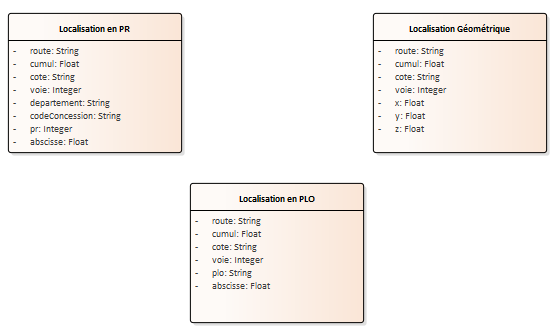 Localisation en PR
- route: String
- cumul: Float
- cote: String
- voie: Integer
- departement: String
- codeConcession: String
- pr: Integer
- abscisse: Float
Localisation Géométrique
- route: String
- cumul: Float
- cote: String
- voie: Integer
- x: Float
- y: Float
- z: Float
Localisation en PLO
- route: String
- cumul: Float
- cote: String
- voie: Integer
- plo: String
- abscisse: Float